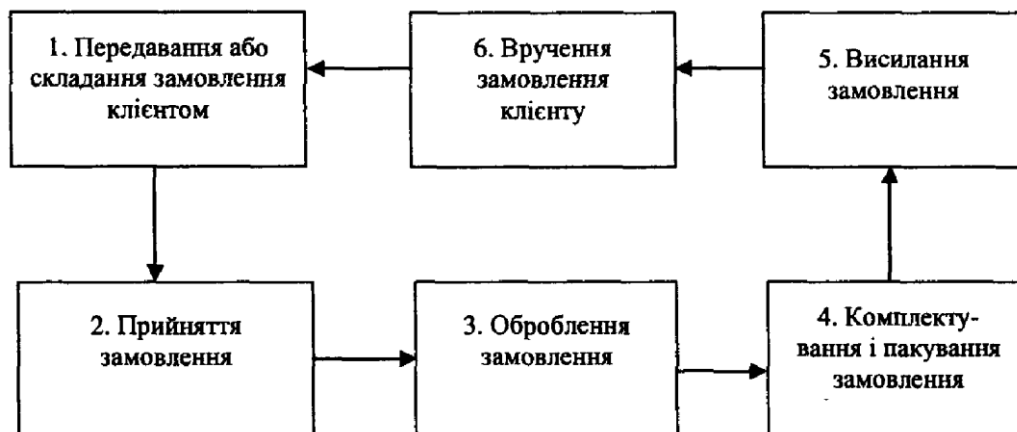 1. Передавання або
складання замовлення
клієнтом
6. Вручення
замовлення
клієнту
5. Висилання
замовлення
2. Прийняття
замовлення
3. Оброблення
замовлення
4. Комплекту-
вання і пакування
замовлення